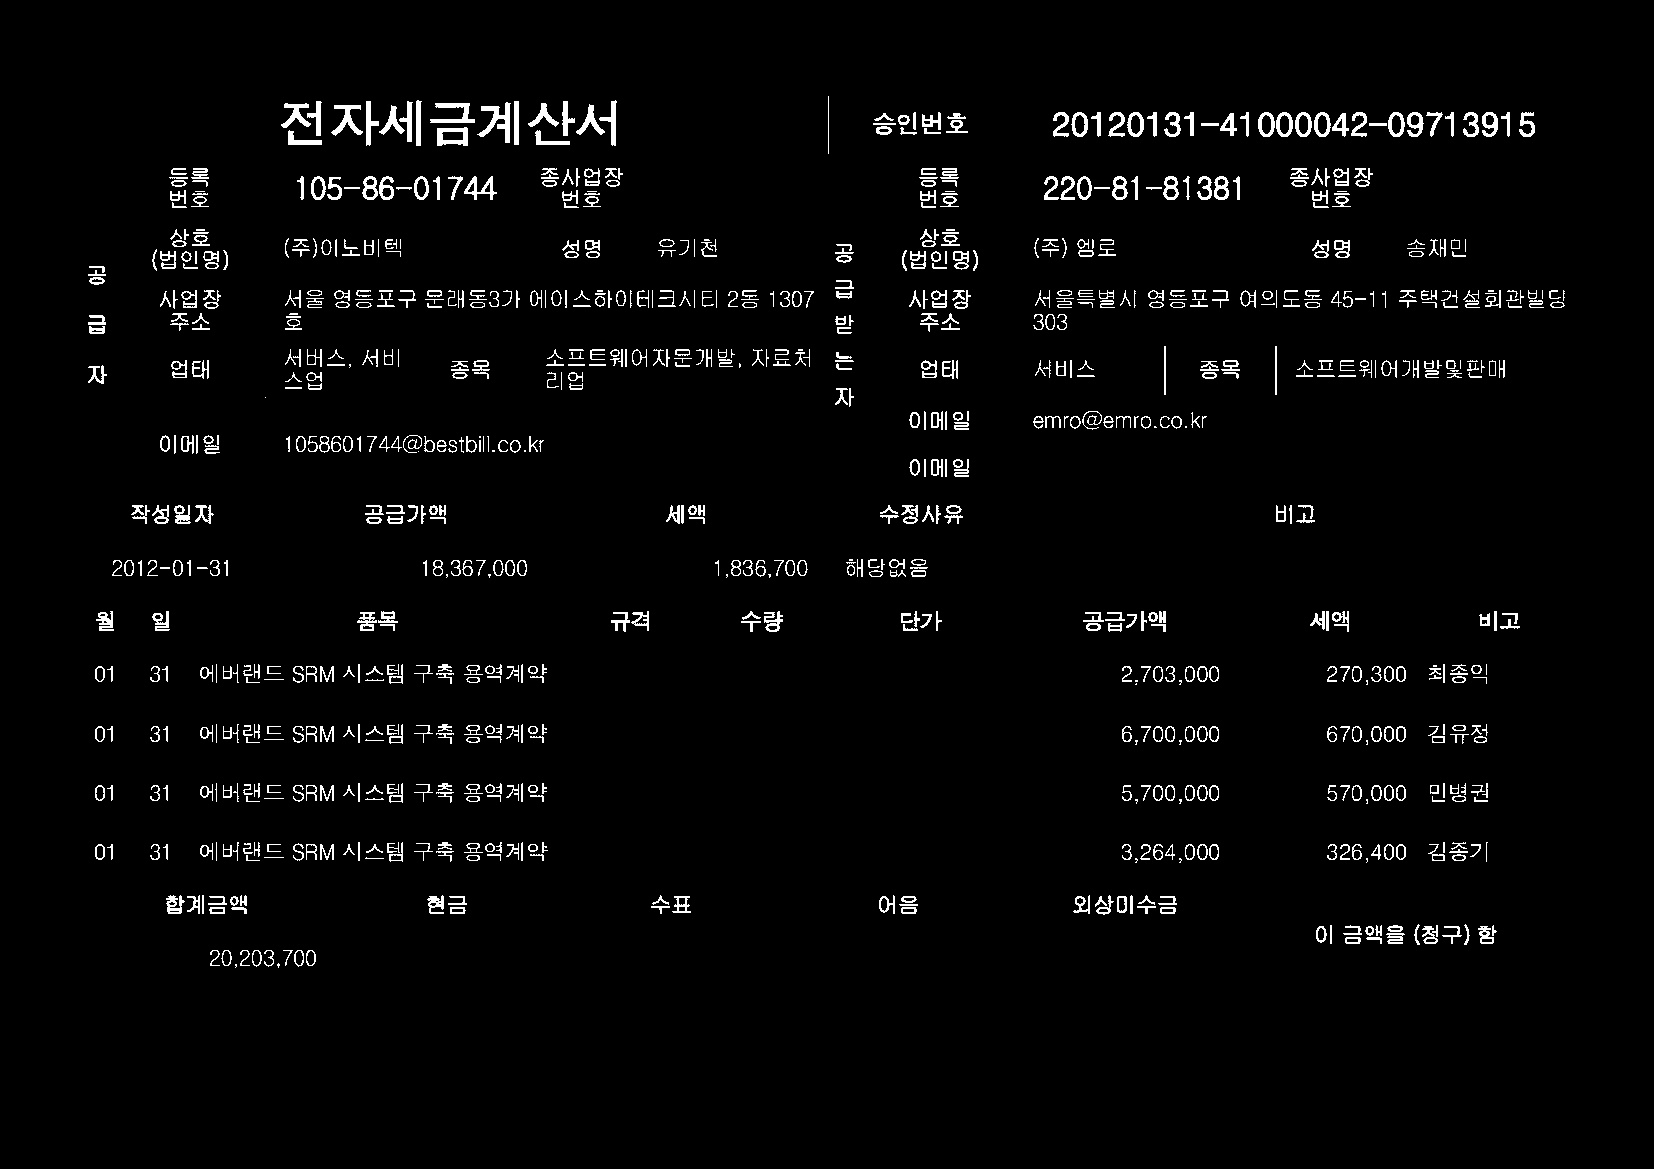 전자세금계산서 승인번호 20120131-41000042-09713915
등록번호 105-86-01744 종사업장번호 등록번호 220-81-81381 종사업장번호
공급자 상호(법인명) (주)이노비텍 성명 유기천 공급받는자 상호(법인명) (주) 엠로 성명 송재민
사업장주소 서울 영등포구 문래동3가 에이스하이테크시티 2동 1307호 사업장주소 서울특별시 영등포구 여의도동 45-11 주택건설회관빌딩 303
업태 서버스, 서비스업 종목 소프트웨어자문개발, 자료처리업 업태 서비스 종목 소프트웨어개발및판매
이메일 1058601744@bestbill.co.kr 이메일 emro@emro.co.kr
이메일
작성일자 공급가액 세액 수정사유 비고
2012-01-31 18,367,000 1,836,700 해당없음
월 일 품목 규격 수량 단가 공급가액 세액 비고
01 31 에버랜드 SRM 시스템 구축 용역계약 2,703,000 270,300 최종익
01 31 에버랜드 SRM 시스템 구축 용역계약 6,700,000 670,000 김유정
01 31 에버랜드 SRM 시스템 구축 용역계약 5,700,000 570,000 민병권
01 31 에버랜드 SRM 시스템 구축 용역계약 3,264,000 326,400 김종기
합계금액 현금 수표 어음 외상미수금
이 금액을 (청구) 함
20,203,700